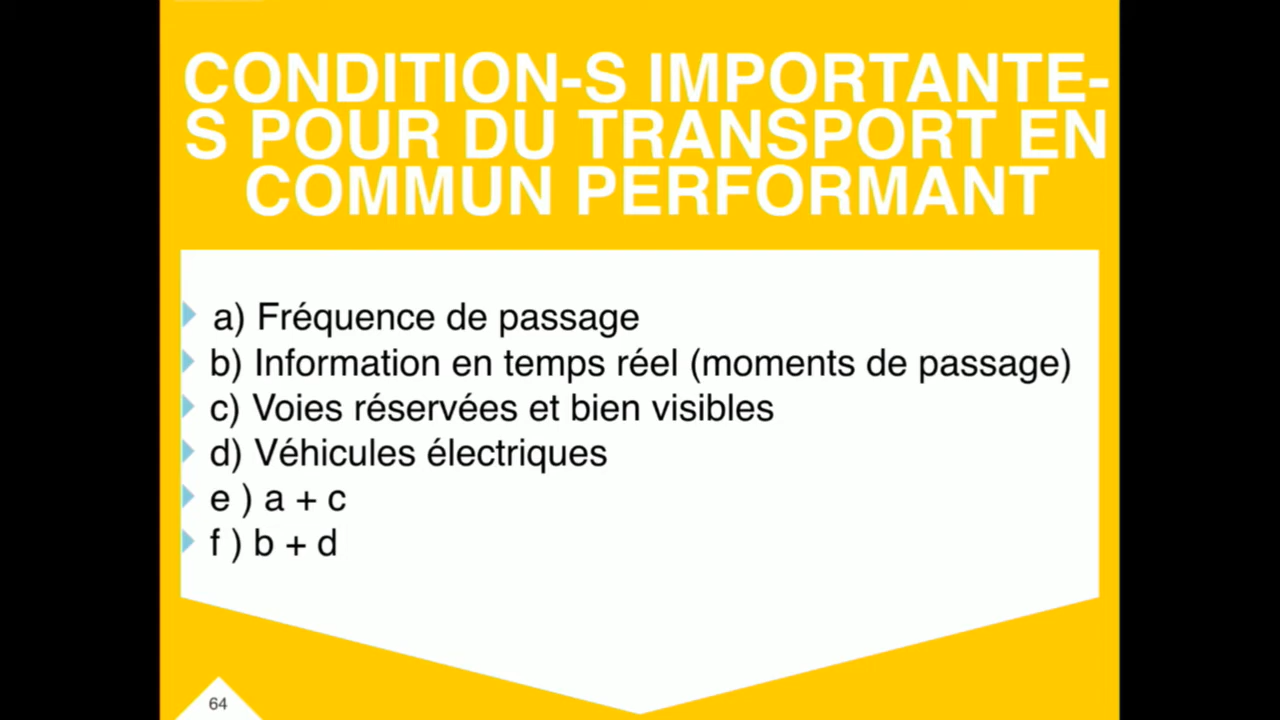 CONDITION-S IMPORTANTE-
S POUR DU TRANSPORT EN
COMMUN PERFORMANT
a) Fréquence de passage
b) Information en temps réel (moments de passage)
c) Voies réservées et bien visibles
d) Véhicules électriques
e ) a + c
f ) b + d
64